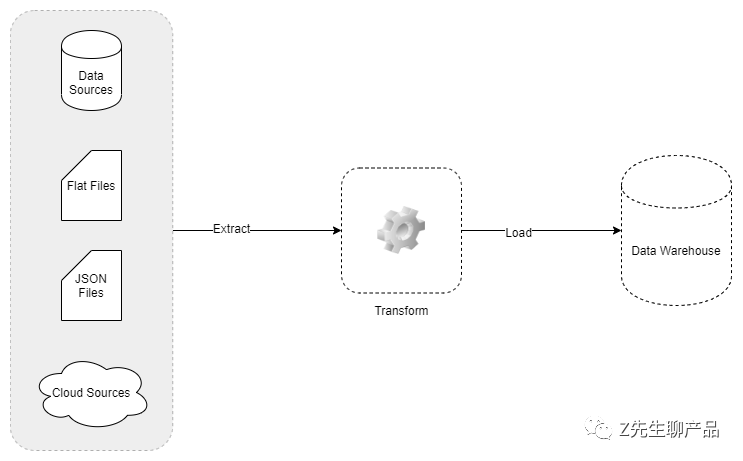 Data
Sources
Flat Files
JSON
Files
Cloud Sources
Extract
Transform
Load
Data Warehouse
Z先生聊产品